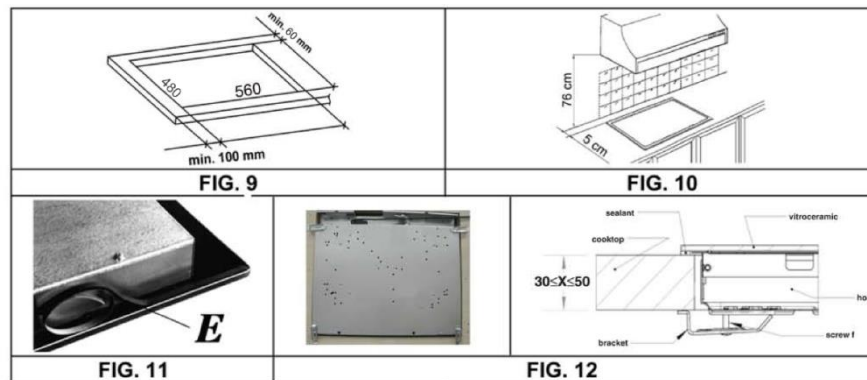 min. 60 mm
480
560
min. 100 mm
FIG. 9
76 cm
5 cm
FIG. 10
E
FIG. 11
sealant
vitroceramic
cooktop
30≤X≤50
ho
bracket
screw f
FIG. 12